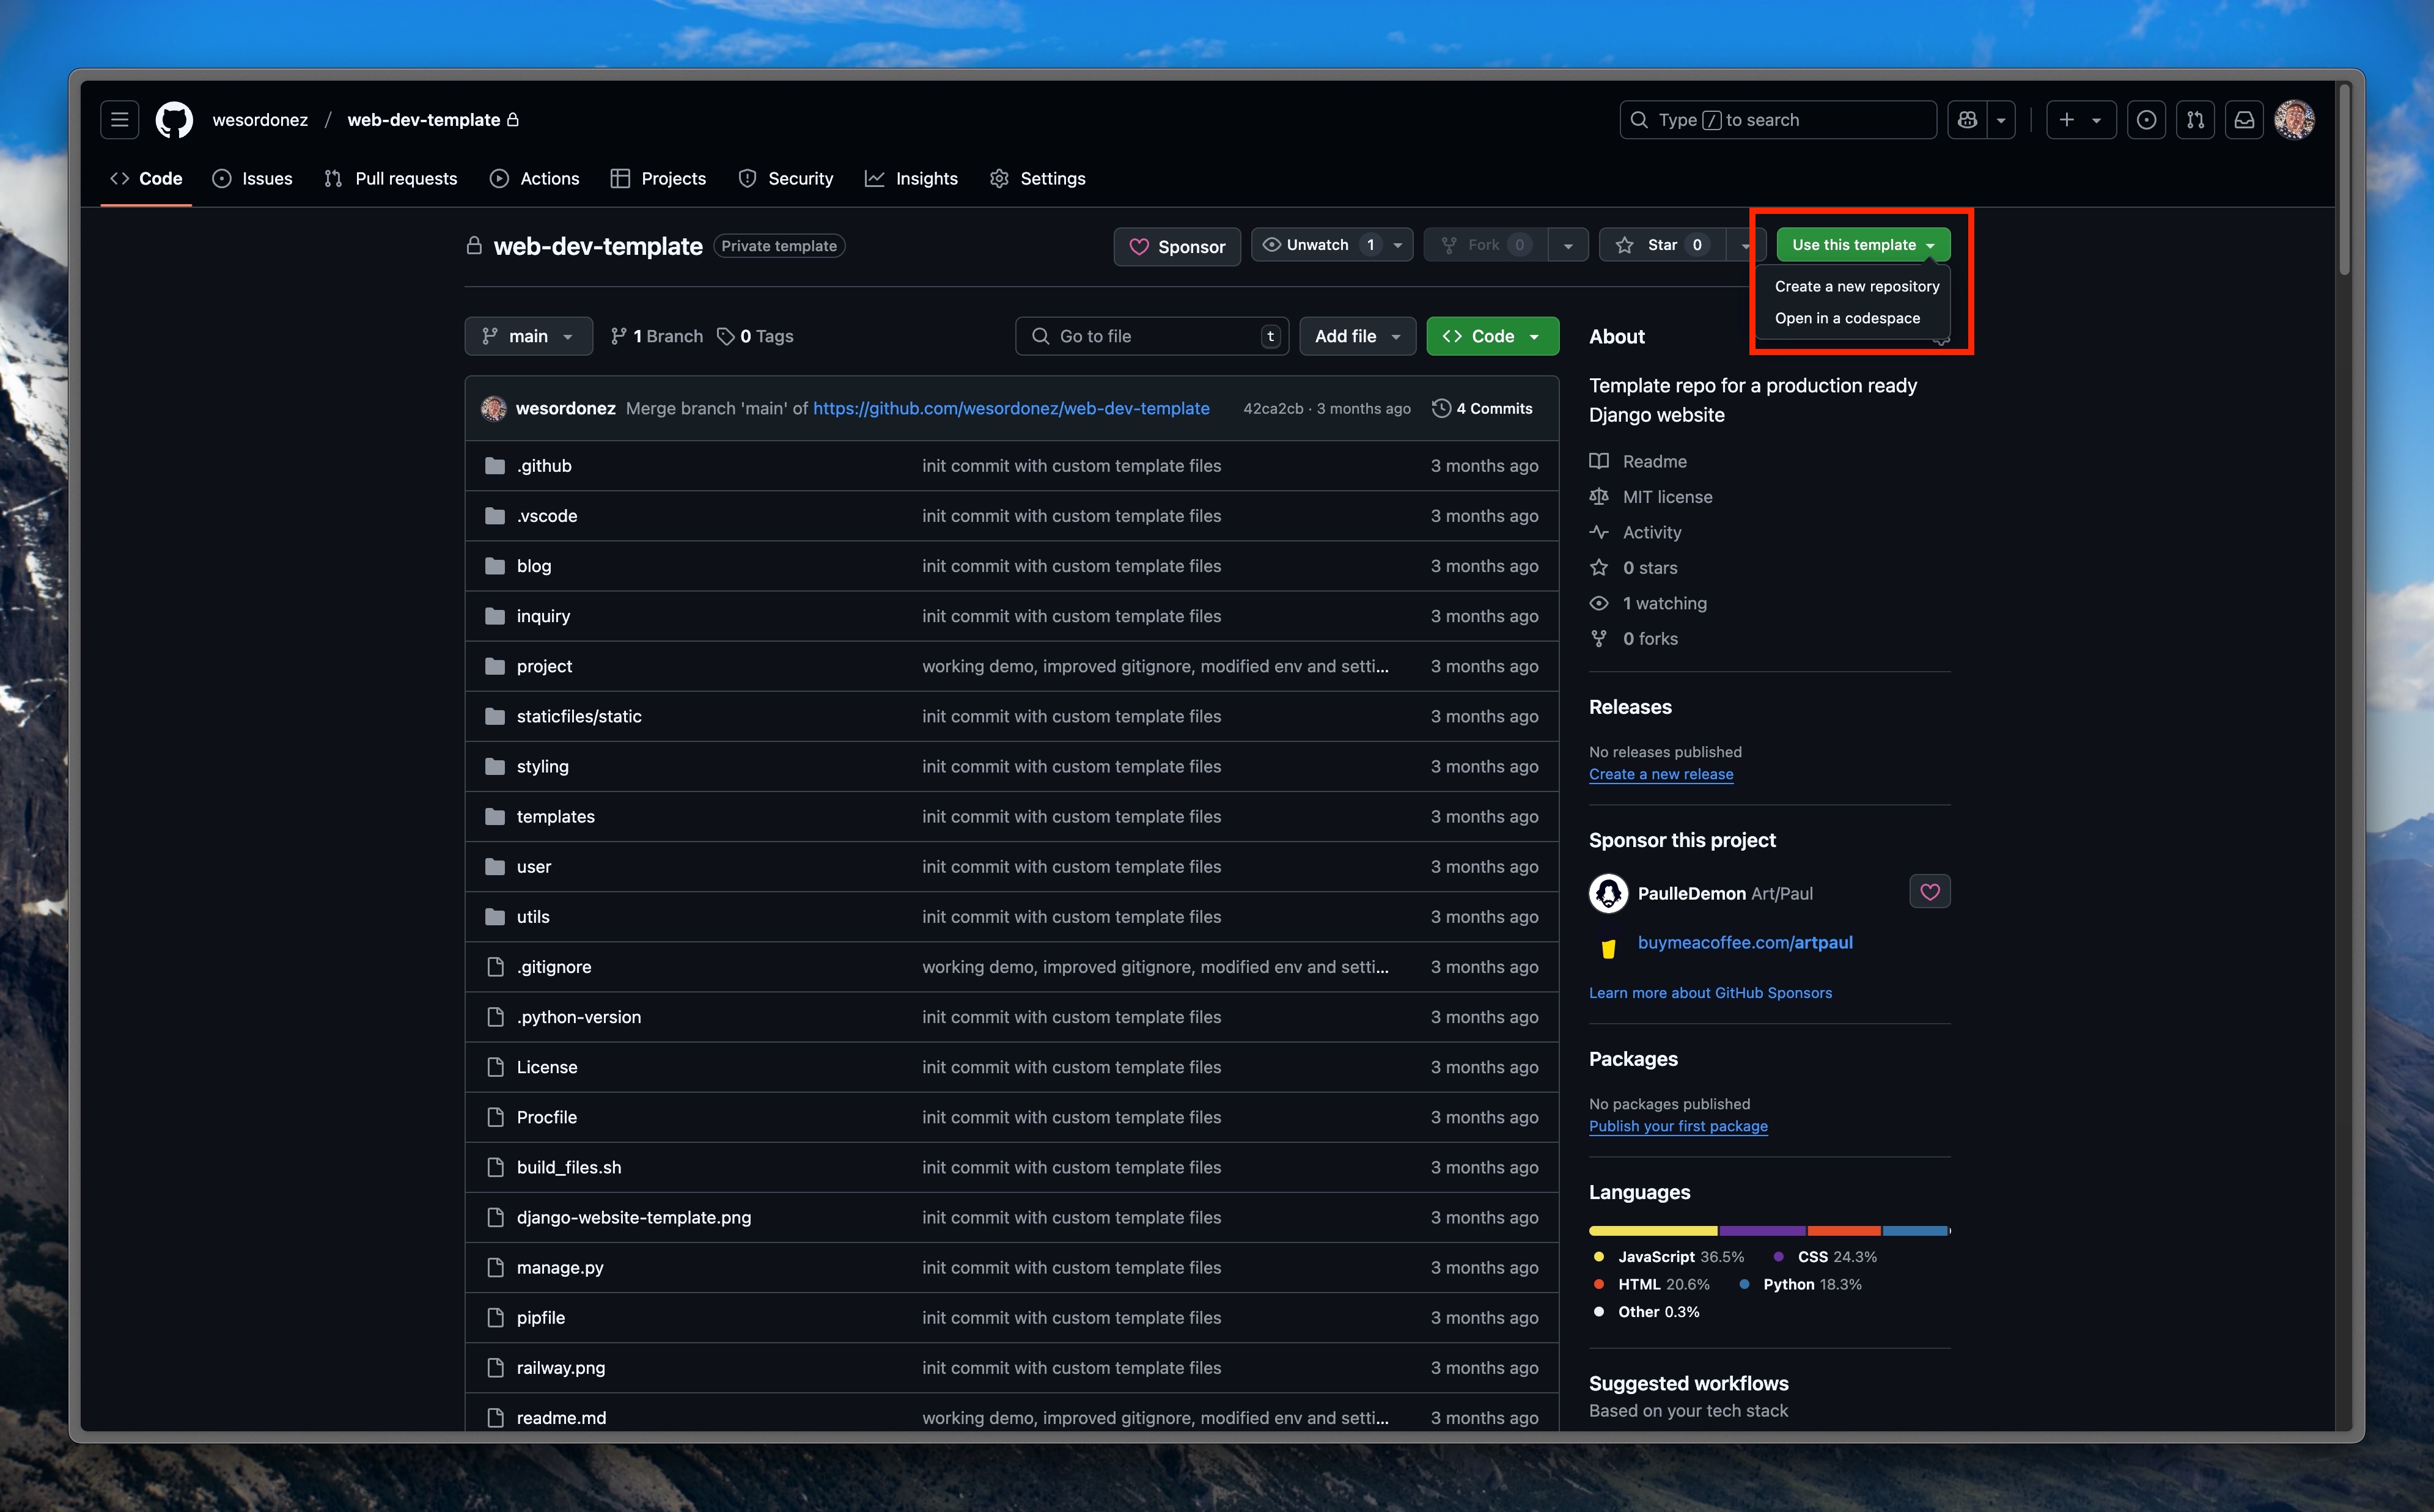 wesordonez / web-dev-template
Type / to search
Code Issues Pull requests Actions Projects Security Insights Settings
web-dev-template Private template
Sponsor Unwatch 1 Fork 0 Star 0 Use this template
Create a new repository
Open in a codespace
main 1 Branch 0 Tags Go to file t Add file Code
wesordonez Merge branch 'main' of https://github.com/wesordonez/web-dev-template 42ca2cb · 3 months ago 4 Commits
.github init commit with custom template files 3 months ago
.vscode init commit with custom template files 3 months ago
blog init commit with custom template files 3 months ago
inquiry init commit with custom template files 3 months ago
project working demo, improved gitignore, modified env and setti... 3 months ago
staticfiles/static init commit with custom template files 3 months ago
styling init commit with custom template files 3 months ago
templates init commit with custom template files 3 months ago
user init commit with custom template files 3 months ago
utils init commit with custom template files 3 months ago
.gitignore working demo, improved gitignore, modified env and setti... 3 months ago
.python-version init commit with custom template files 3 months ago
License init commit with custom template files 3 months ago
Procfile init commit with custom template files 3 months ago
build_files.sh init commit with custom template files 3 months ago
django-website-template.png init commit with custom template files 3 months ago
manage.py init commit with custom template files 3 months ago
pipfile init commit with custom template files 3 months ago
railway.png init commit with custom template files 3 months ago
readme.md working demo, improved gitignore, modified env and setti... 3 months ago
About
Template repo for a production ready
Django website
Readme
MIT license
Activity
0 stars
1 watching
0 forks
Releases
No releases published
Create a new release
Sponsor this project
PaulleDemon Art/Paul
buymeacoffee.com/artpaul
Learn more about GitHub Sponsors
Packages
No packages published
Publish your first package
Languages
JavaScript 36.5% CSS 24.3%
HTML 20.6% Python 18.3%
Other 0.3%
Suggested workflows
Based on your tech stack